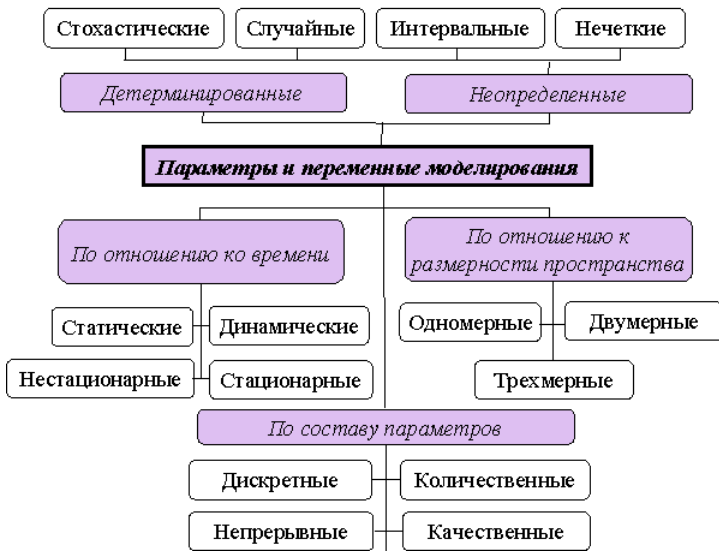 Стохастические
Случайные
Интервальные
Нечеткие
Детерминированные
Неопределенные
Параметры и переменные моделирования
По отношению ко времени
По отношению к
размерности пространства
Статические
Динамические
Одномерные
Двумерные
Нестационарные
Стационарные
Трехмерные
По составу параметров
Дискретные
Количественные
Непрерывные
Качественные